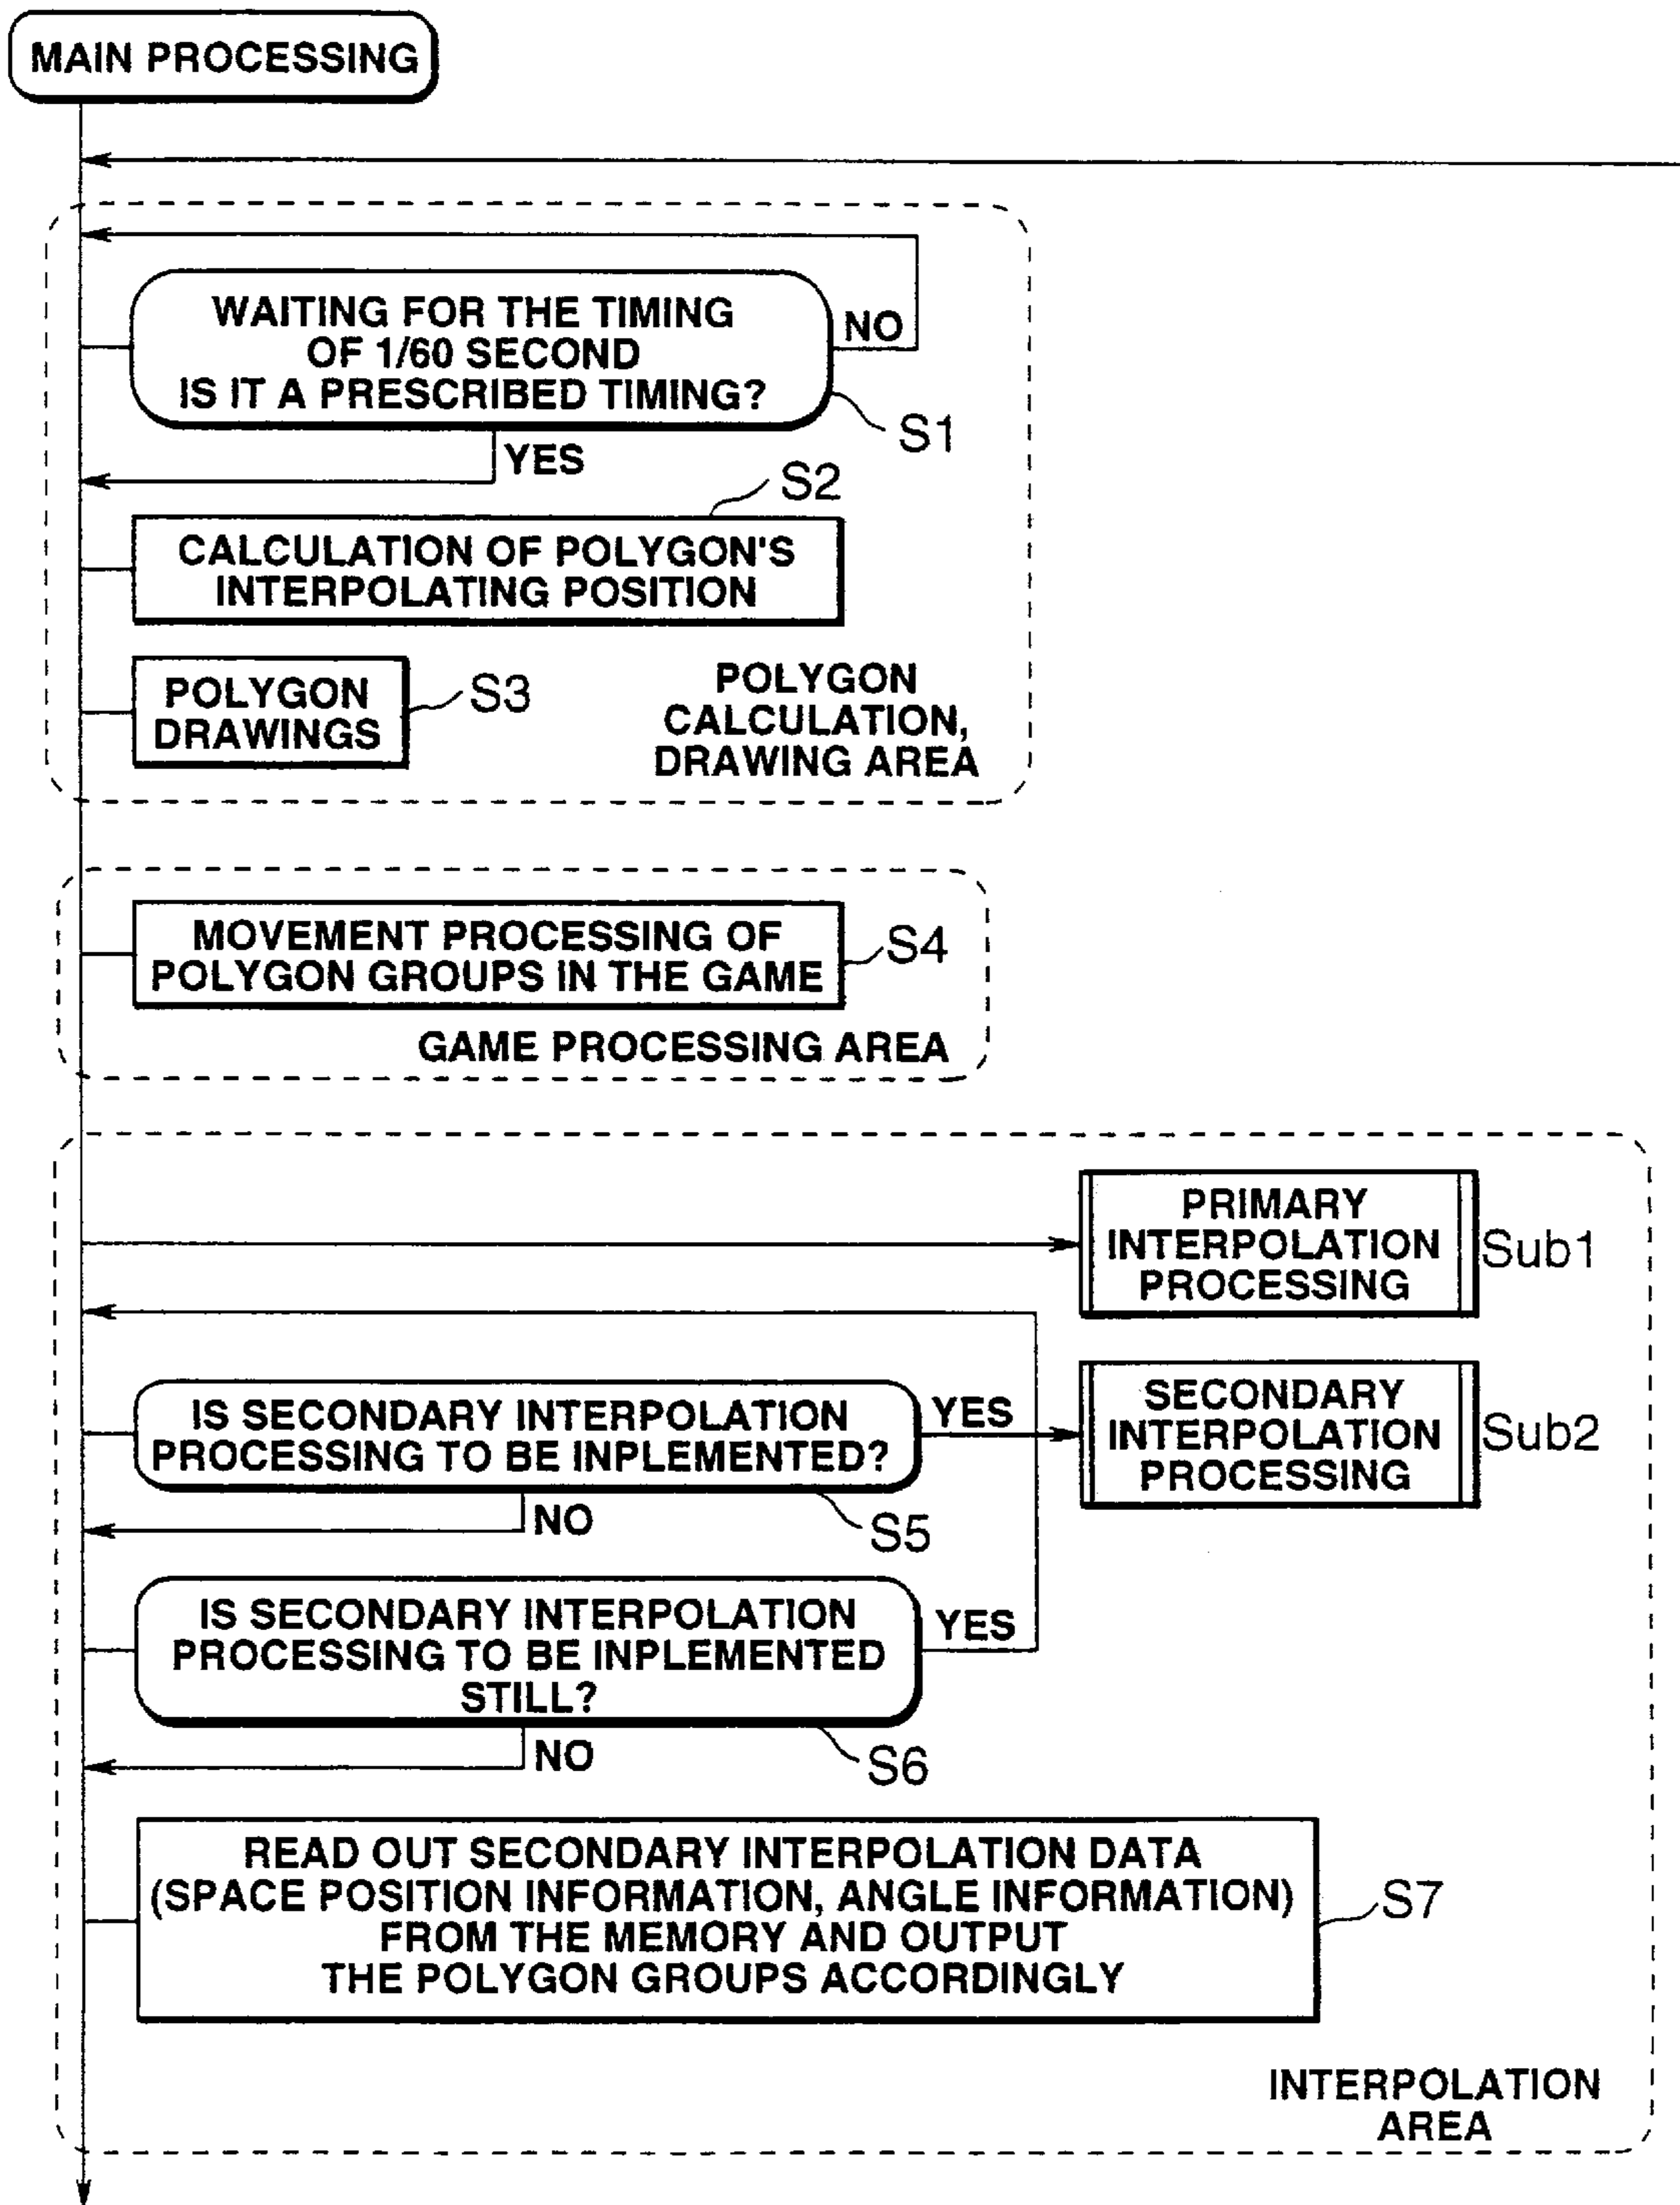 MAIN PROCESSING
WAITING FOR THE TIMING
OF 1/60 SECOND
IS IT A PRESCRIBED TIMING?
NO
S1
YES
S2
CALCULATION OF POLYGON'S
INTERPOLATING POSITION
POLYGON
DRAWINGS
S3
POLYGON
CALCULATION,
DRAWING AREA
MOVEMENT PROCESSING OF
POLYGON GROUPS IN THE GAME
S4
GAME PROCESSING AREA
PRIMARY
INTERPOLATION
PROCESSING
Sub1
IS SECONDARY INTERPOLATION
PROCESSING TO BE INPLEMENTED?
YES
SECONDARY
INTERPOLATION
PROCESSING
Sub2
NO
S5
IS SECONDARY INTERPOLATION
PROCESSING TO BE INPLEMENTED
STILL?
YES
NO
S6
READ OUT SECONDARY INTERPOLATION DATA
(SPACE POSITION INFORMATION, ANGLE INFORMATION)
FROM THE MEMORY AND OUTPUT
THE POLYGON GROUPS ACCORDINGLY
S7
INTERPOLATION
AREA